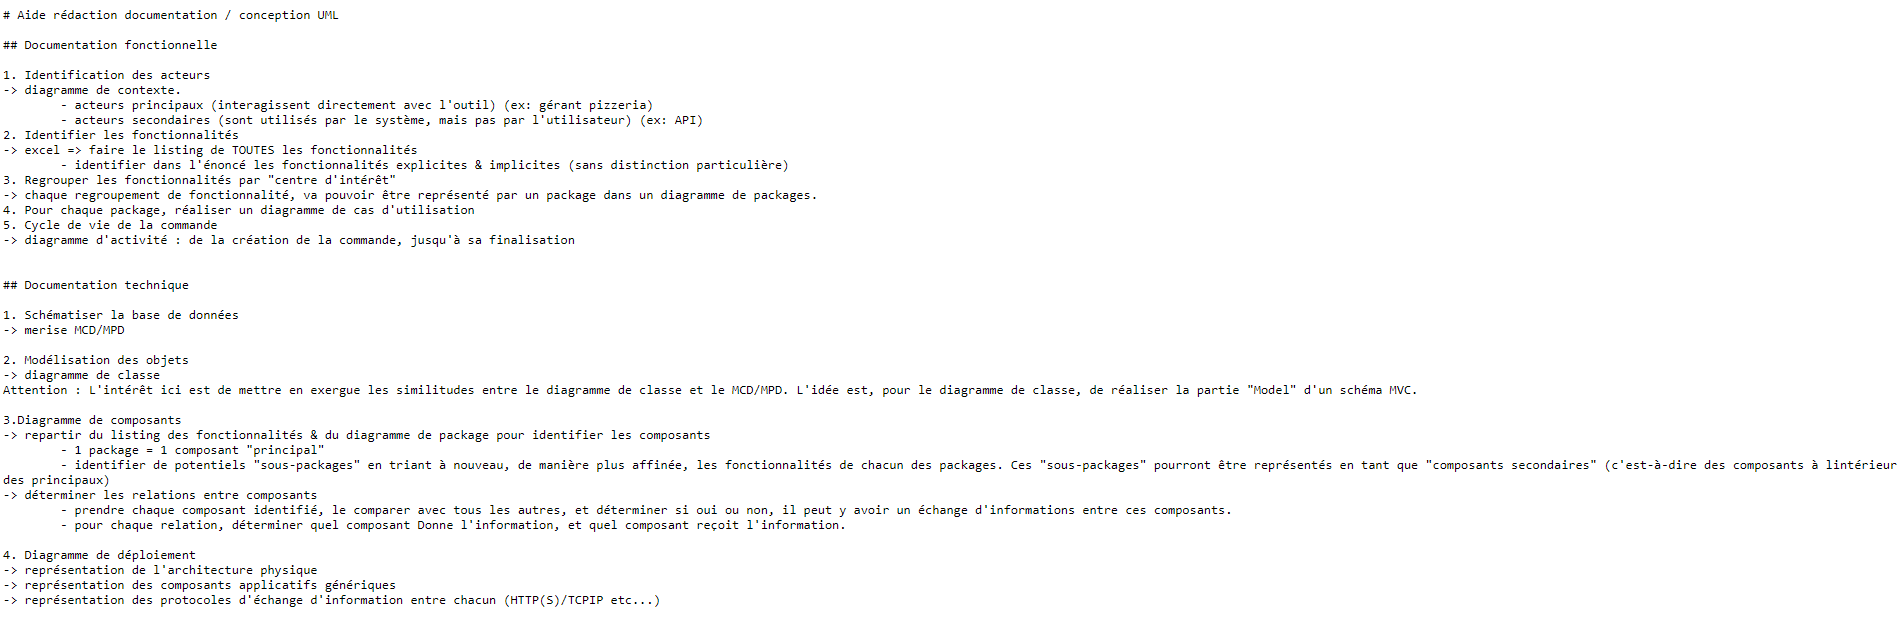 # Aide rédaction documentation / conception UML
## Documentation fonctionnelle
1. Identification des acteurs
-> diagramme de contexte.
- acteurs principaux (interagissent directement avec l'outil) (ex: gérant pizzeria)
- acteurs secondaires (sont utilisés par le système, mais pas par l'utilisateur) (ex: API)
2. Identifier les fonctionnalités
-> excel => faire le listing de TOUTES les fonctionnalités
- identifier dans l'énoncé les fonctionnalités explicites & implicites (sans distinction particulière)
3. Regrouper les fonctionnalités par "centre d'intérêt"
-> chaque regroupement de fonctionnalité, va pouvoir être représenté par un package dans un diagramme de packages.
4. Pour chaque package, réaliser un diagramme de cas d'utilisation
5. Cycle de vie de la commande
-> diagramme d'activité : de la création de la commande, jusqu'à sa finalisation
## Documentation technique
1. Schématiser la base de données
-> merise MCD/MPD
2. Modélisation des objets
-> diagramme de classe
Attention : L'intérêt ici est de mettre en exergue les similitudes entre le diagramme de classe et le MCD/MPD. L'idée est, pour le diagramme de classe, de réaliser la partie "Model" d'un schéma MVC.
3.Diagramme de composants
-> repartir du listing des fonctionnalités & du diagramme de package pour identifier les composants
- 1 package = 1 composant "principal"
- identifier de potentiels "sous-packages" en triant à nouveau, de manière plus affinée, les fonctionnalités de chacun des packages. Ces "sous-packages" pourront être représentés en tant que "composants secondaires" (c'est-à-dire des composants à lintérieur
des principaux)
-> déterminer les relations entre composants
- prendre chaque composant identifié, le comparer avec tous les autres, et déterminer si oui ou non, il peut y avoir un échange d'informations entre ces composants.
- pour chaque relation, déterminer quel composant Donne l'information, et quel composant reçoit l'information.
4. Diagramme de déploiement
-> représentation de l'architecture physique
-> représentation des composants applicatifs génériques
-> représentation des protocoles d'échange d'information entre chacun (HTTP(S)/TCPIP etc...)